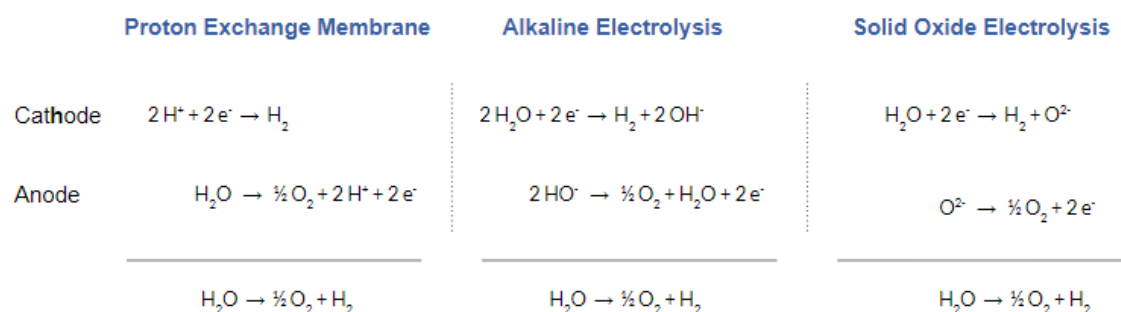 Proton Exchange Membrane Alkaline Electrolysis Solid Oxide Electrolysis
Cathode 2 H⁺ + 2 e⁻ → H₂ 2 H₂O + 2 e⁻ → H₂ + 2 OH⁻ H₂O + 2 e⁻ → H₂ + O²⁻
Anode H₂O → ½ O₂ + 2 H⁺ + 2 e⁻ 2 HO⁻ → ½ O₂ + H₂O + 2 e⁻ O²⁻ → ½ O₂ + 2 e⁻
H₂O → ½ O₂ + H₂ H₂O → ½ O₂ + H₂ H₂O → ½ O₂ + H₂